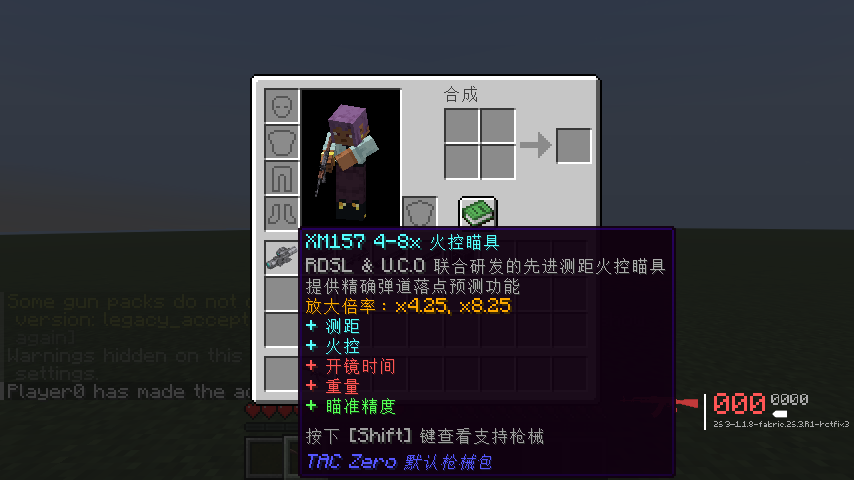 合成
XM157 4-8x 火控瞄具
RDSL & U.C.O 联合研发的先进测距火控瞄具
提供精确弹道落点预测功能
放大倍率：x4.25, x8.25
+ 测距
+ 火控
+ 开镜时间
+ 重量
+ 瞄准精度
按下 [Shift] 键查看支持枪械
TAC Zero 默认枪械包
Some gun packs do not
version: legacy_accept
again]
Warnings hidden on this
settings.
Player0 has made the
000 0000